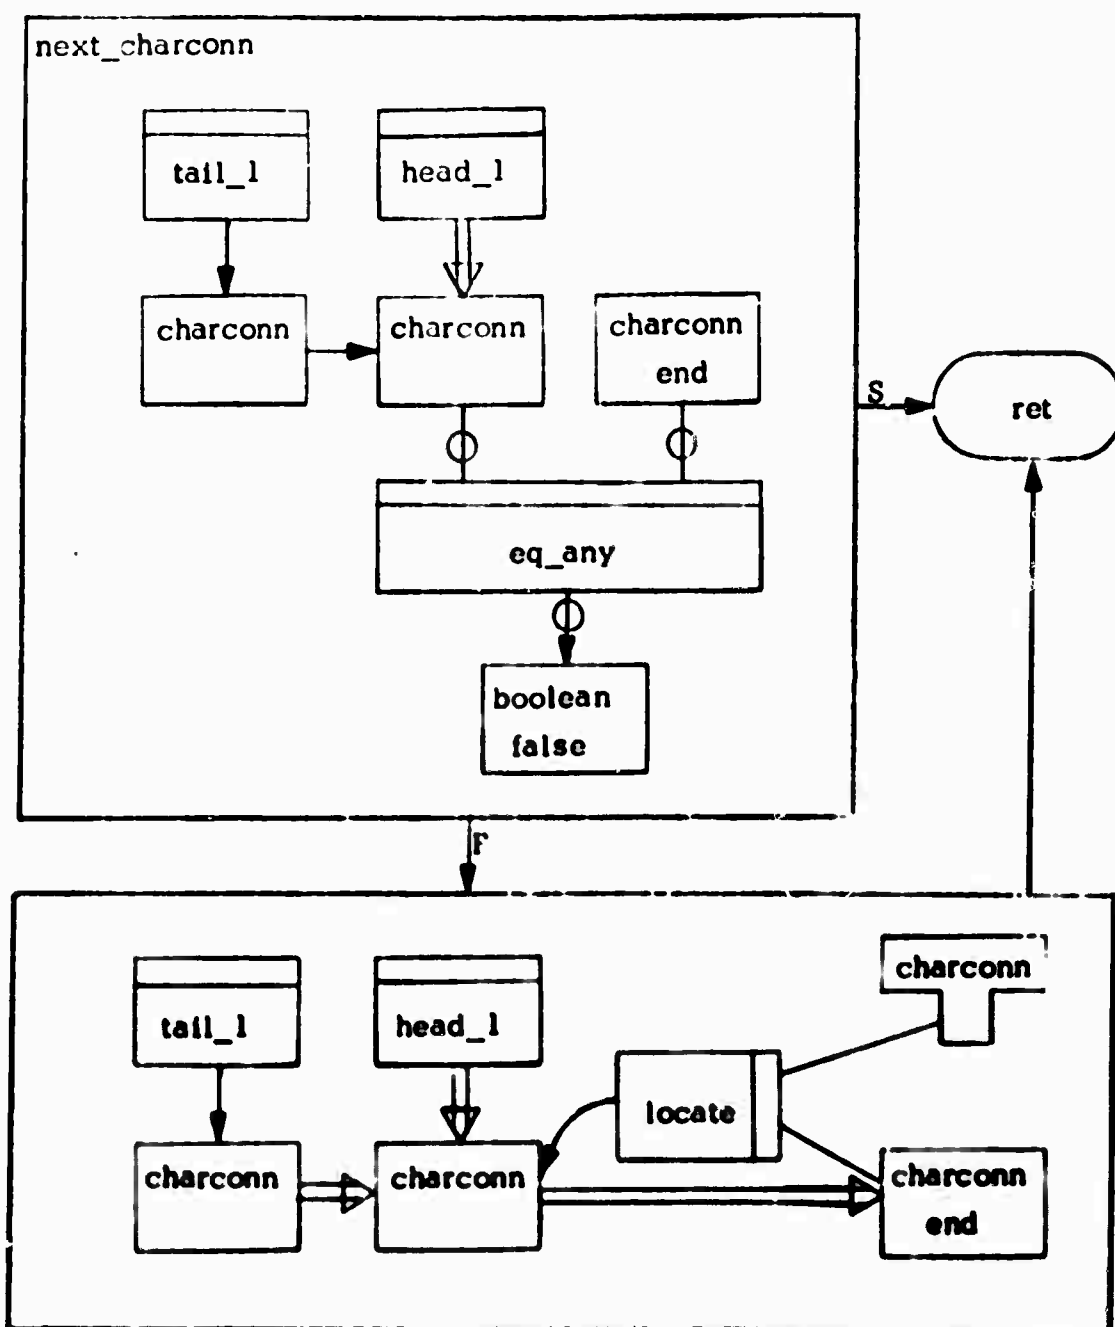 next_charconn
tail_1 head_1
charconn charconn charconn
end
S
ret
eq_any
boolean
false
F
charconn
tail_1 head_1
locate
charconn charconn charconn
end